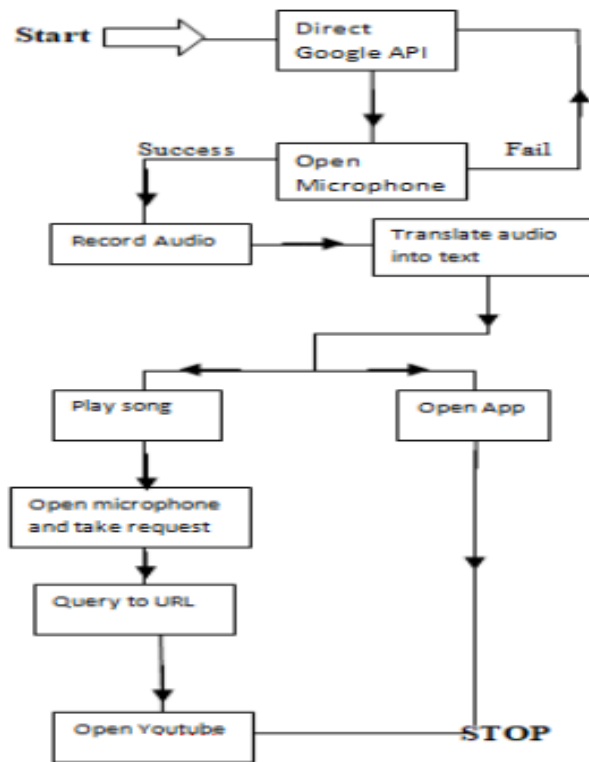 Start
Direct
Google API
Success
Open
Microphone
Fail
Record Audio
Translate audio
into text
Play song
Open App
Open microphone
and take request
Query to URL
Open Youtube
STOP